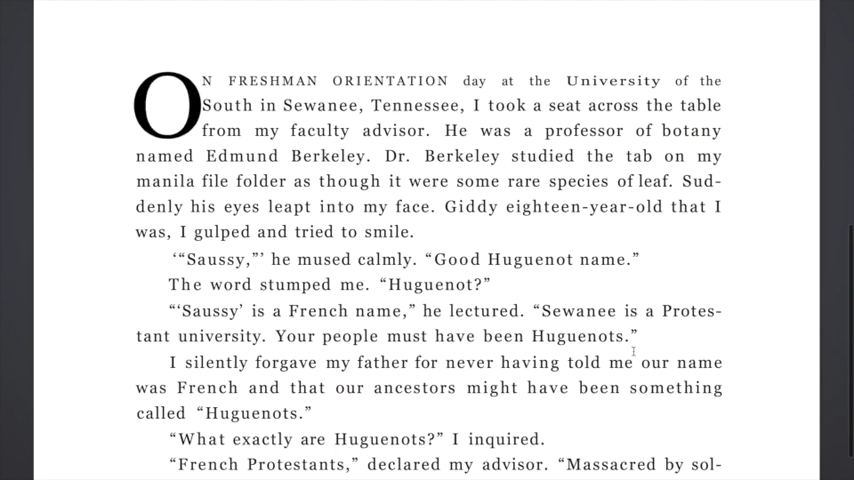 ON FRESHMAN ORIENTATION day at the University of the
South in Sewanee, Tennessee, I took a seat across the table
from my faculty advisor. He was a professor of botany
named Edmund Berkeley. Dr. Berkeley studied the tab on my
manila file folder as though it were some rare species of leaf. Sud-
denly his eyes leapt into my face. Giddy eighteen-year-old that I
was, I gulped and tried to smile.
‘“Saussy,”’ he mused calmly. “Good Huguenot name.”
The word stumped me. “Huguenot?”
“‘Saussy’ is a French name,” he lectured. “Sewanee is a Protes-
tant university. Your people must have been Huguenots.”
I silently forgave my father for never having told me our name
was French and that our ancestors might have been something
called “Huguenots.”
“What exactly are Huguenots?” I inquired.
“French Protestants,” declared my advisor. “Massacred by sol-